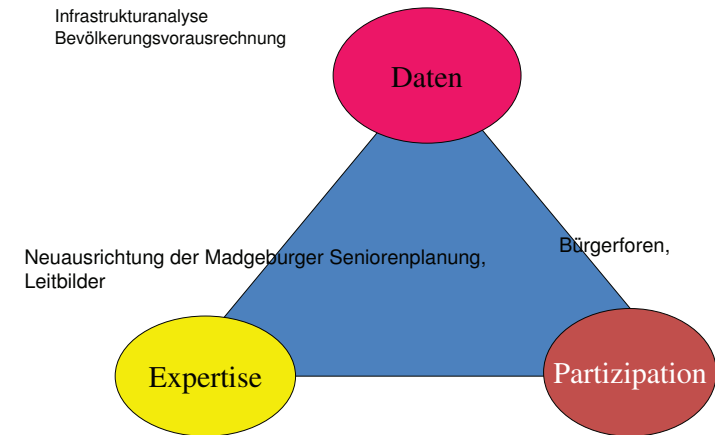 Infrastrukturanalyse
Bevölkerungsvorausrechnung
Daten
Neuausrichtung der Madgeburger Seniorenplanung,
Leitbilder
Bürgerforen,
Expertise
Partizipation